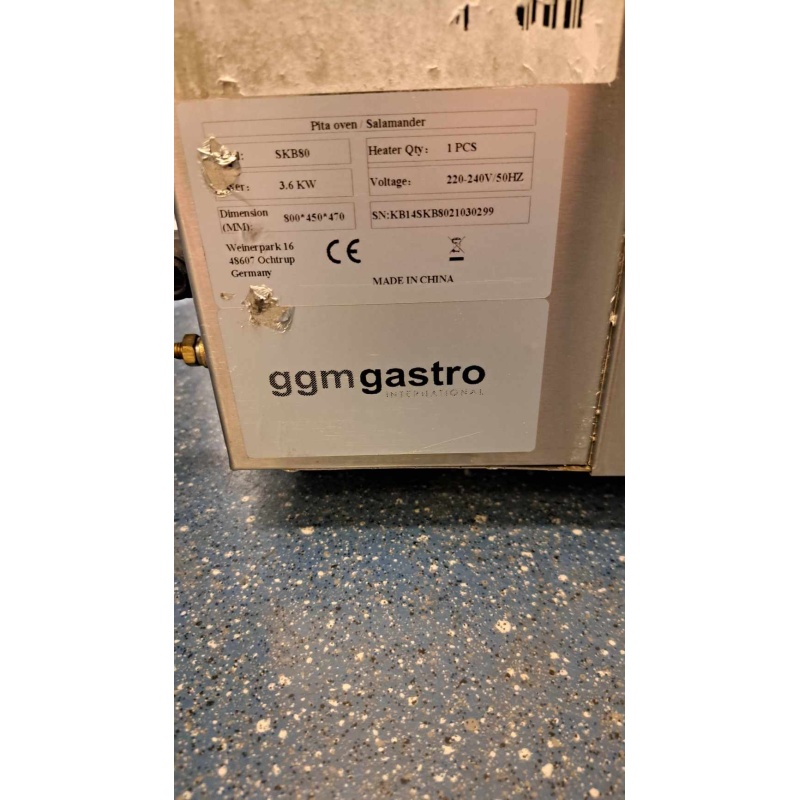 Pita oven / Salamander
SKB80
Heater Qty: 1 PCS
3.6 KW
Voltage: 220-240V/50HZ
Dimension (MM): 800*450*470
SN:KB14SKB8021030299
Weinerpark 16
48607 Ochtrup
Germany
CE
MADE IN CHINA
ggmgastro
INTERNATIONAL